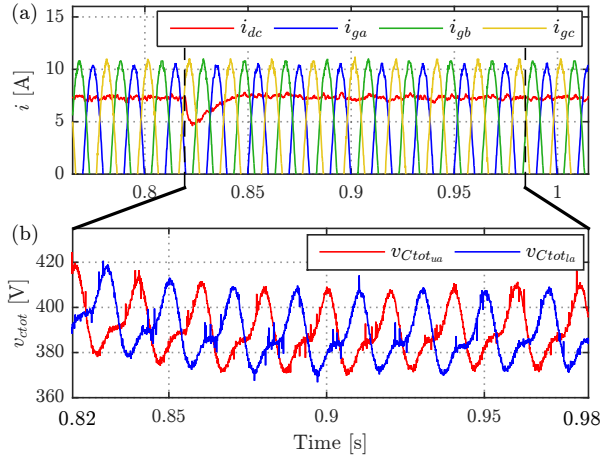 (a)
i_dc i_ga i_gb i_gc
15
10
5
0
i [A]
0.8 0.85 0.9 0.95 1
(b)
v_Ctot_ua v_Ctot_la
420
400
380
360
v_ctot [V]
0.82 0.85 0.9 0.95 0.98
Time [s]